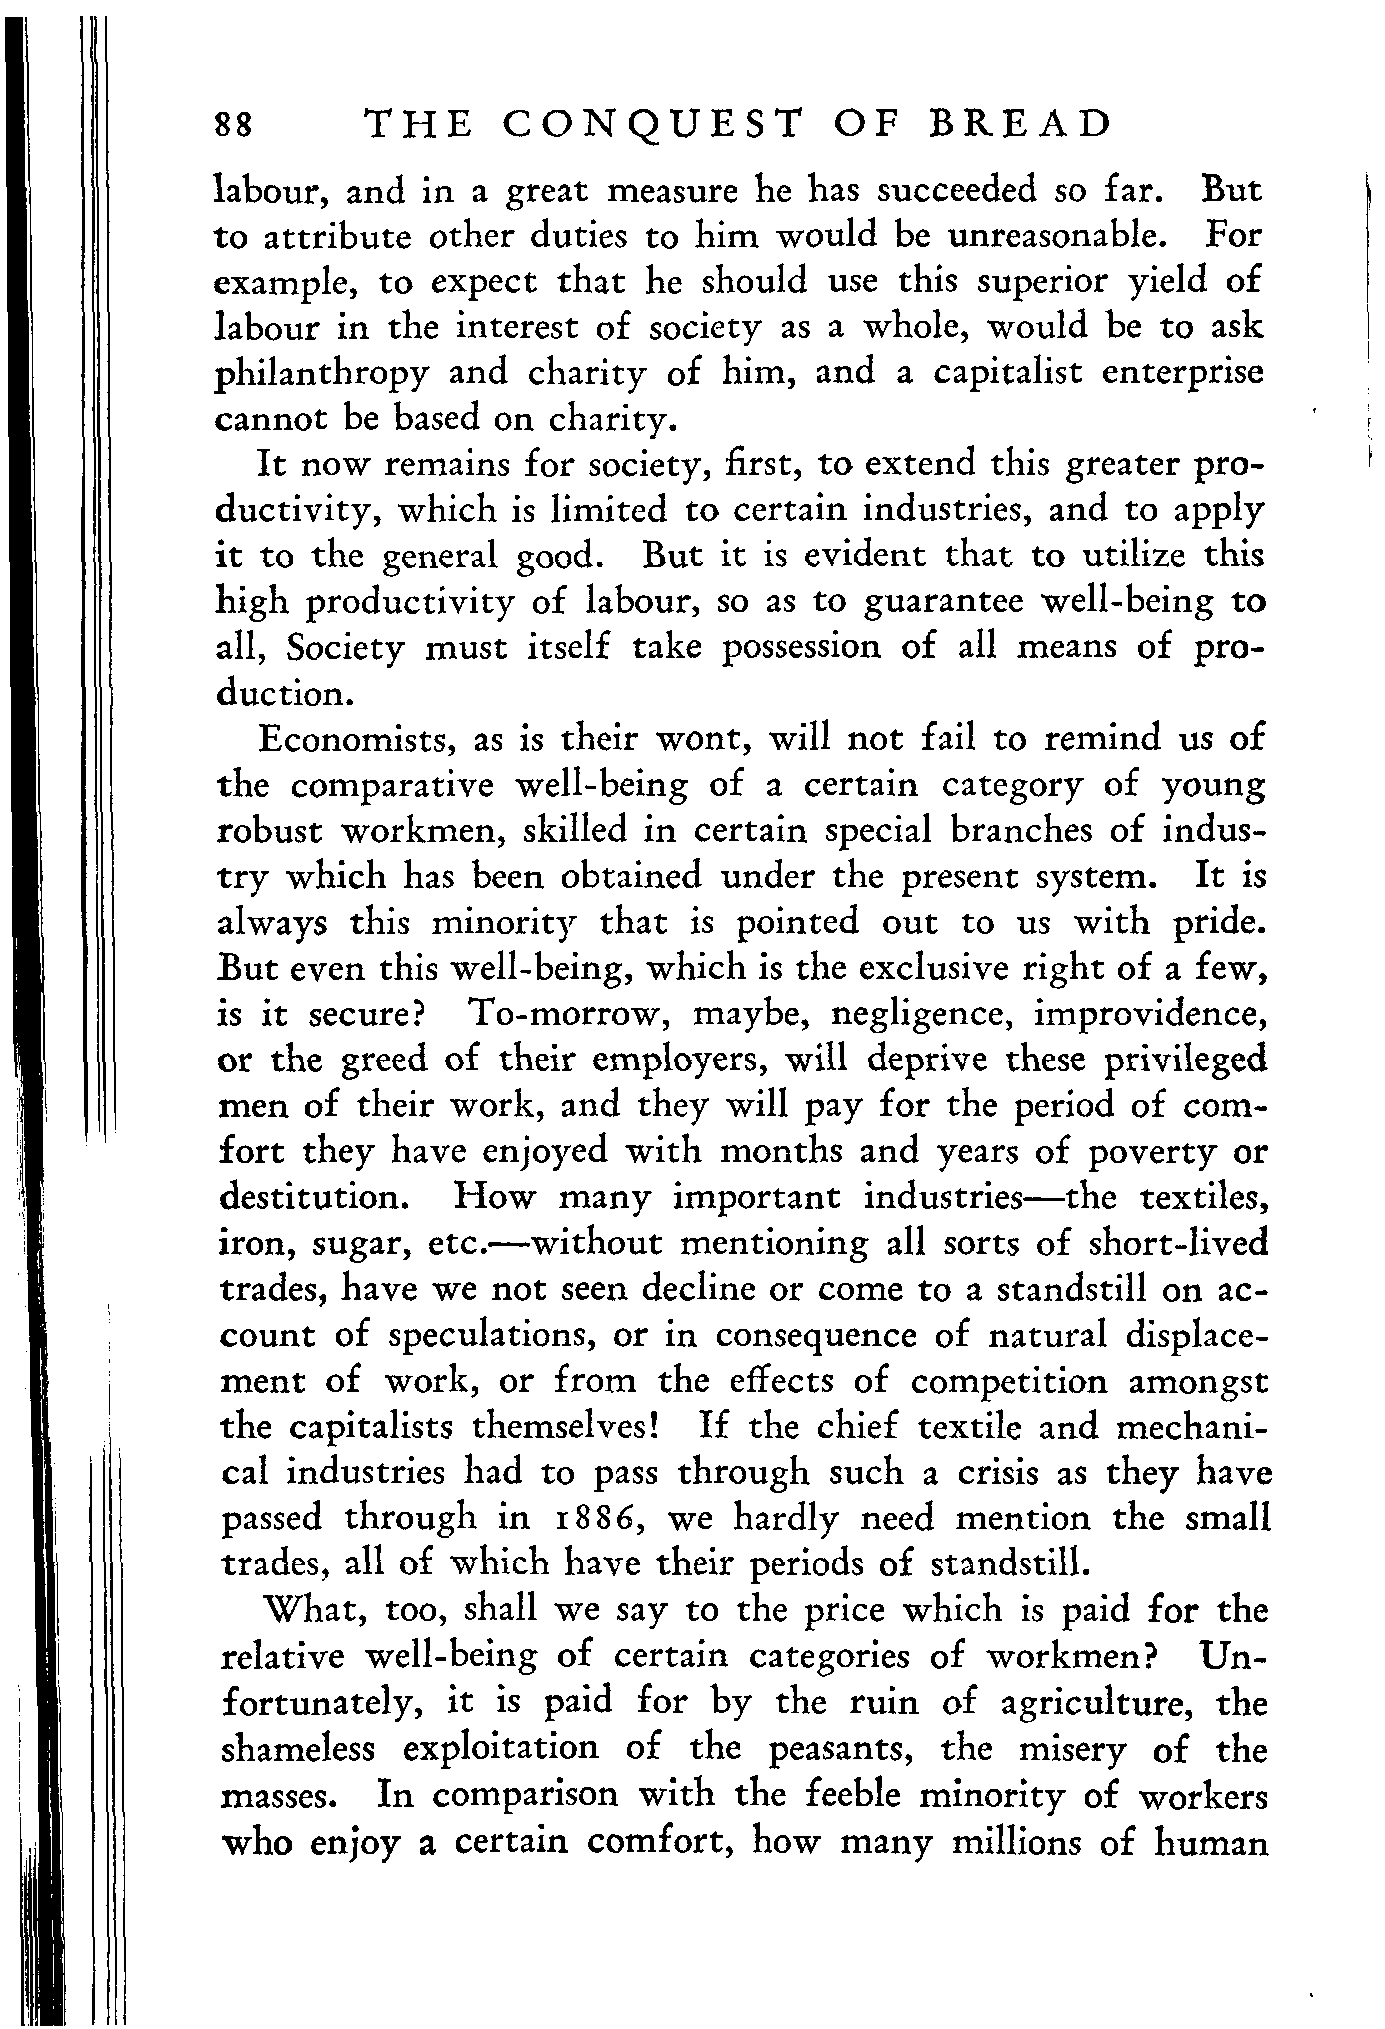 88 THE CONQUEST OF BREAD
labour, and in a great measure he has succeeded so far. But
to attribute other duties to him would be unreasonable. For
example, to expect that he should use this superior yield of
labour in the interest of society as a whole, would be to ask
philanthropy and charity of him, and a capitalist enterprise
cannot be based on charity.
It now remains for society, first, to extend this greater pro-
ductivity, which is limited to certain industries, and to apply
it to the general good. But it is evident that to utilize this
high productivity of labour, so as to guarantee well-being to
all, Society must itself take possession of all means of pro-
duction.
Economists, as is their wont, will not fail to remind us of
the comparative well-being of a certain category of young
robust workmen, skilled in certain special branches of indus-
try which has been obtained under the present system. It is
always this minority that is pointed out to us with pride.
But even this well-being, which is the exclusive right of a few,
is it secure? To-morrow, maybe, negligence, improvidence,
or the greed of their employers, will deprive these privileged
men of their work, and they will pay for the period of com-
fort they have enjoyed with months and years of poverty or
destitution. How many important industries—the textiles,
iron, sugar, etc.—without mentioning all sorts of short-lived
trades, have we not seen decline or come to a standstill on ac-
count of speculations, or in consequence of natural displace-
ment of work, or from the effects of competition amongst
the capitalists themselves! If the chief textile and mechani-
cal industries had to pass through such a crisis as they have
passed through in 1886, we hardly need mention the small
trades, all of which have their periods of standstill.
What, too, shall we say to the price which is paid for the
relative well-being of certain categories of workmen? Un-
fortunately, it is paid for by the ruin of agriculture, the
shameless exploitation of the peasants, the misery of the
masses. In comparison with the feeble minority of workers
who enjoy a certain comfort, how many millions of human